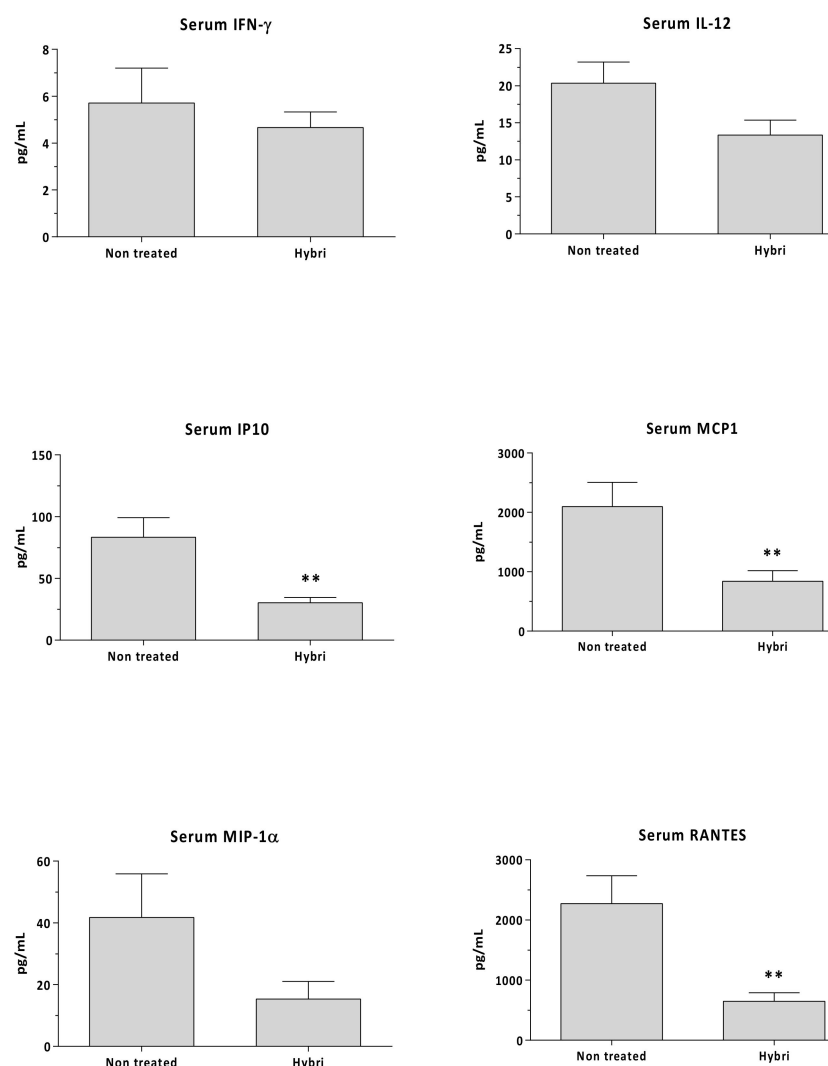 Serum IFN-γ
8
6
4
2
0
pg/mL
Non treated
Hybri
Serum IL-12
25
20
15
10
5
0
pg/mL
Non treated
Hybri
Serum IP10
150
100
50
0
pg/mL
**
Non treated
Hybri
Serum MCP1
3000
2000
1000
0
pg/mL
**
Non treated
Hybri
Serum MIP-1α
60
40
20
0
pg/mL
Non treated
Hybri
Serum RANTES
3000
2000
1000
0
pg/mL
**
Non treated
Hybri